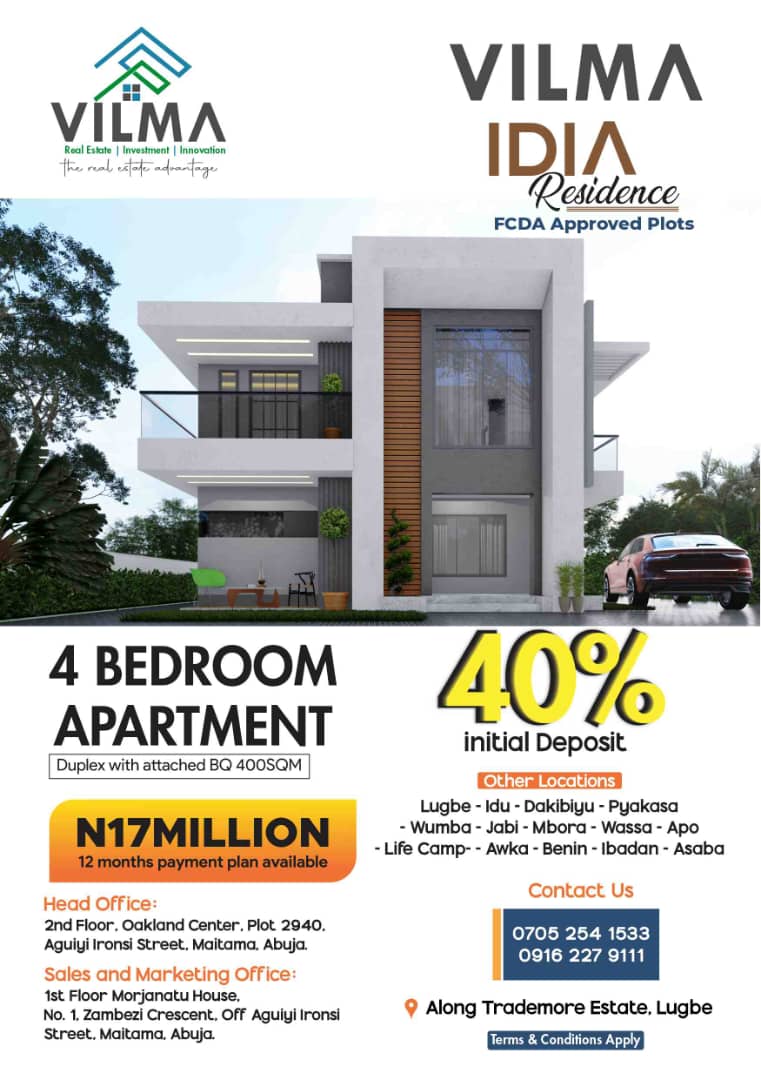 VILMA
Real Estate | Investment | Innovation
the real estate advantage
VILMA
IDIA
Residence
FCDA Approved Plots
4 BEDROOM
APARTMENT
Duplex with attached BQ 400SQM
N17MILLION
12 months payment plan available
Head Office:
2nd Floor, Oakland Center, Plot 2940,
Aguiyi Ironsi Street, Maitama, Abuja.
Sales and Marketing Office:
1st Floor Morjanatu House,
No. 1, Zambezi Crescent, Off Aguiyi Ironsi
Street, Maitama, Abuja.
40%
initial Deposit
Other Locations
Lugbe - Idu - Dakibiyu - Pyakasa
- Wumba - Jabi - Mbora - Wassa - Apo
- Life Camp- - Awka - Benin - Ibadan - Asaba
Contact Us
0705 254 1533
0916 227 9111
Along Trademore Estate, Lugbe
Terms & Conditions Apply